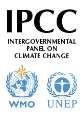 IPCC
INTERGOVERNMENTAL
PANEL ON
CLIMATE CHANGE
WMO UNEP